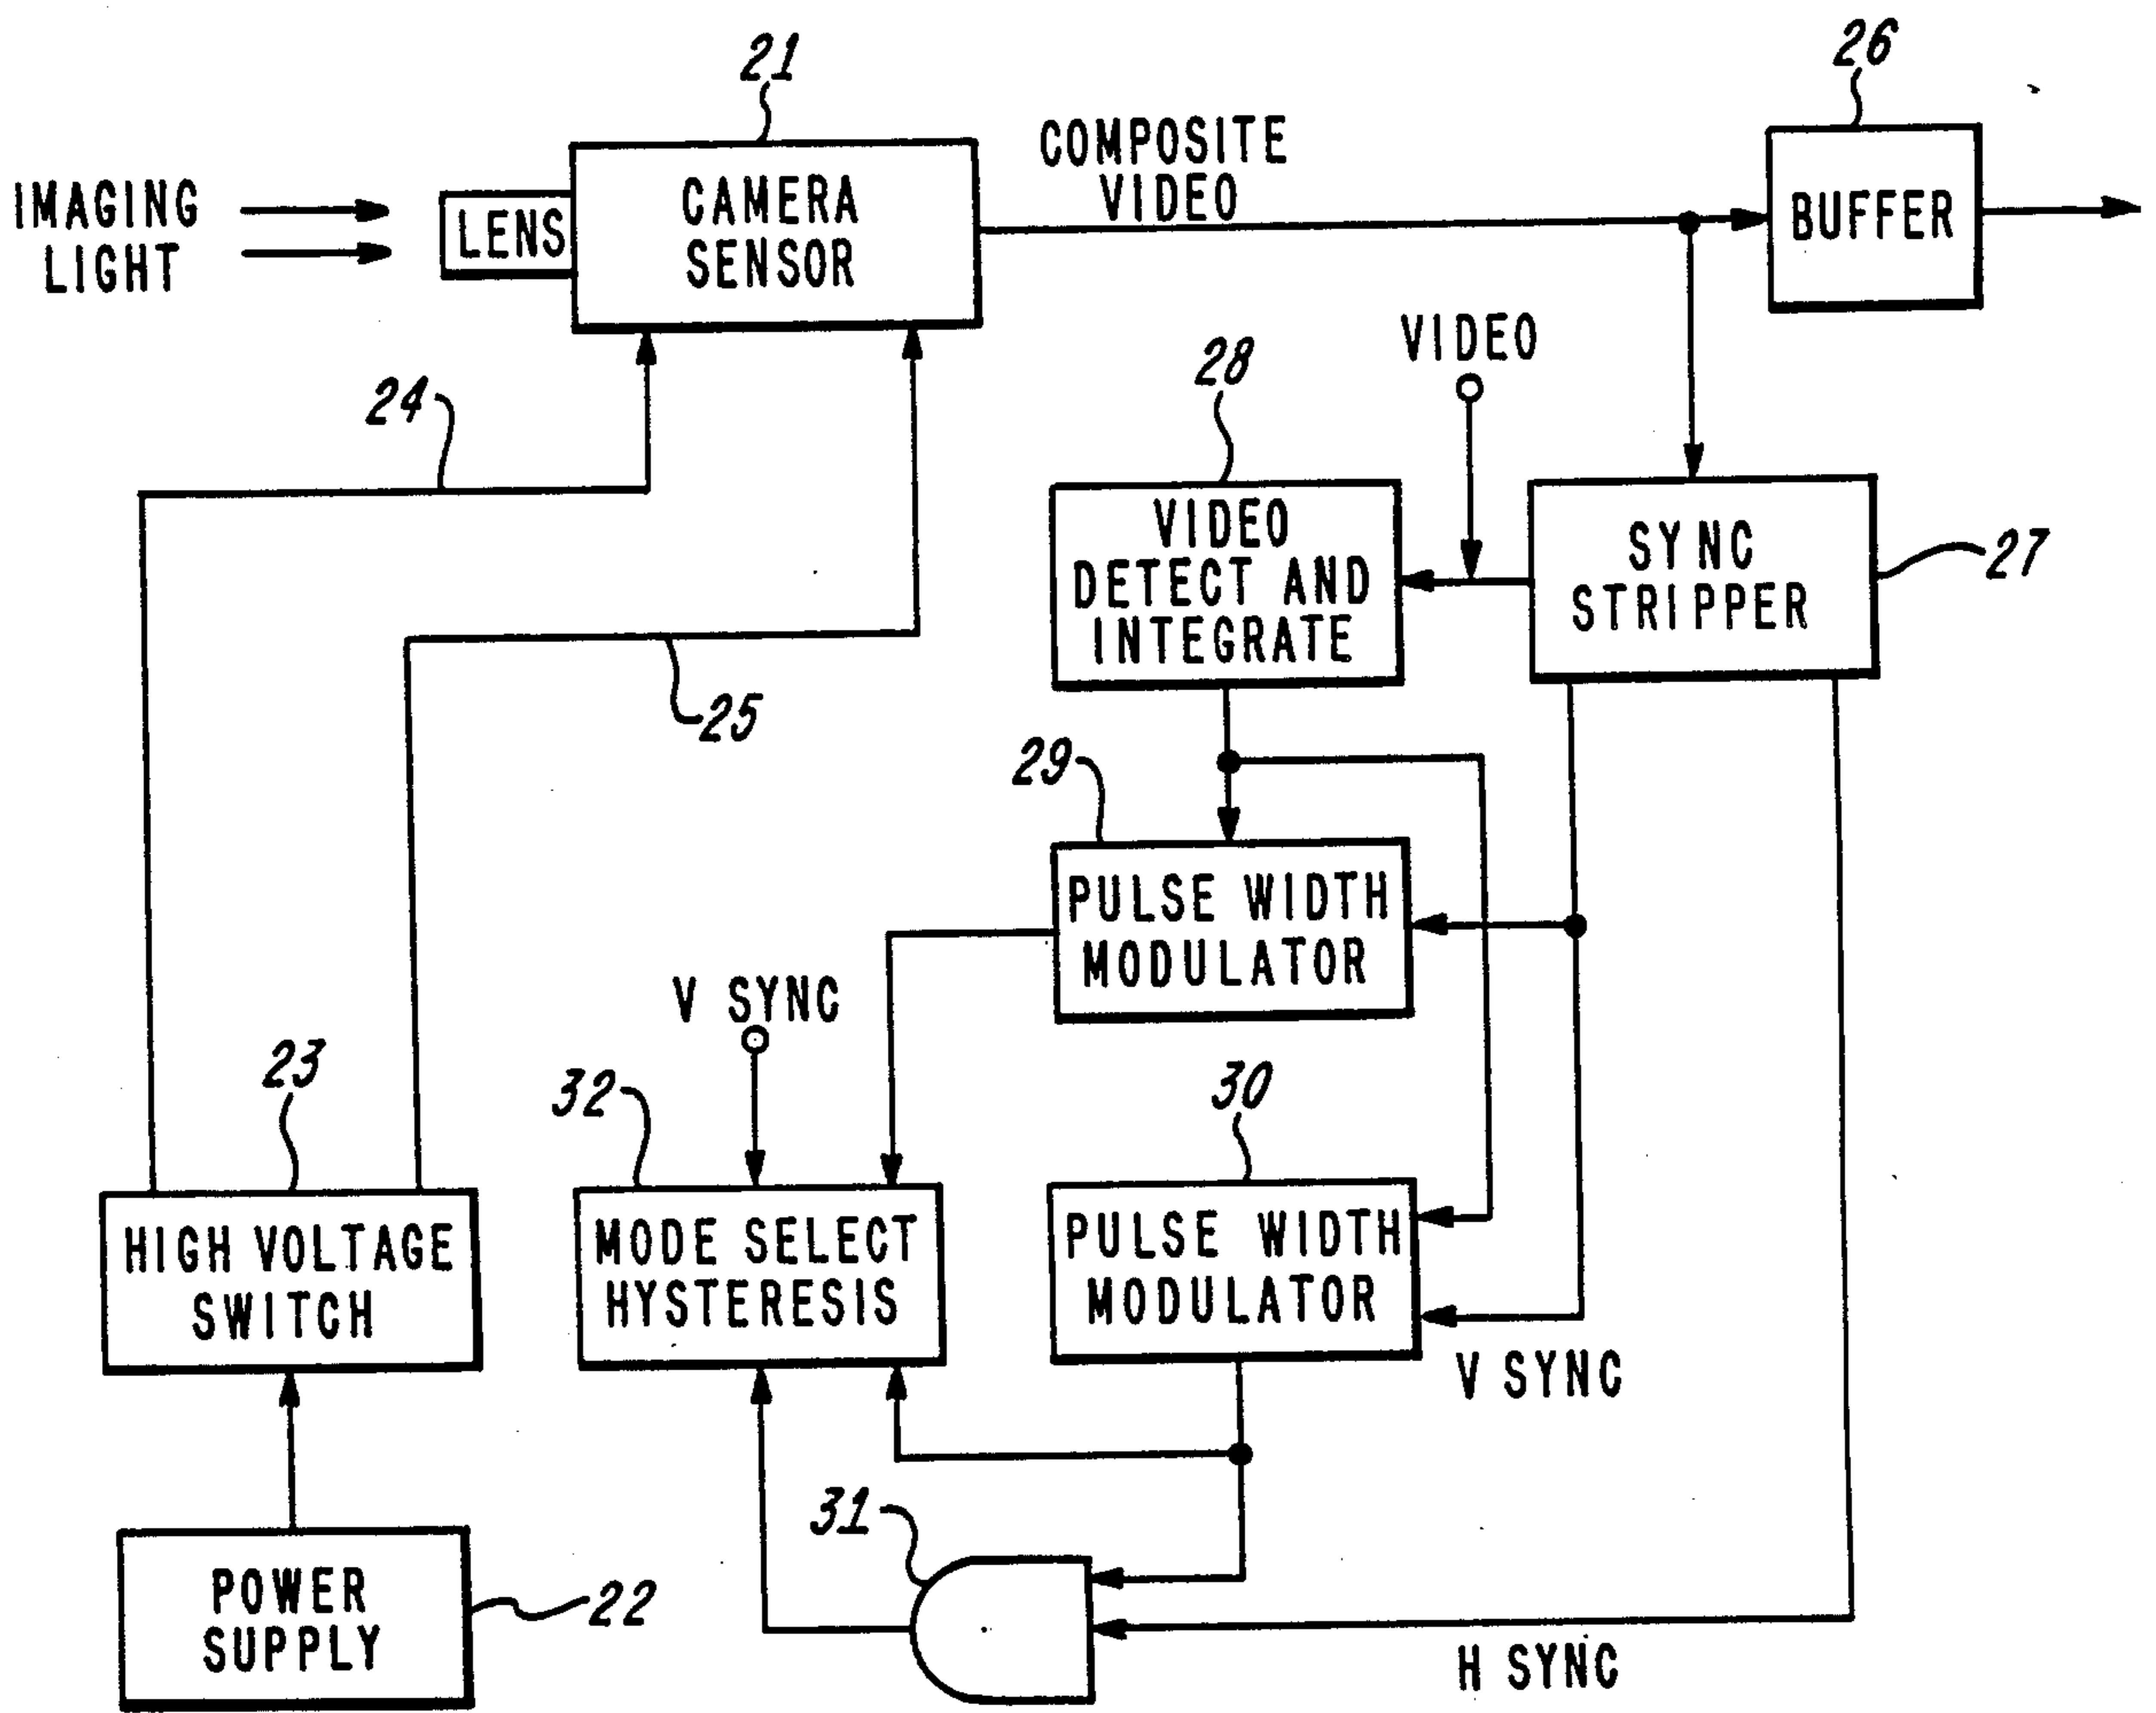 21
26
COMPOSITE
VIDEO
IMAGING
LIGHT
LENS
CAMERA
SENSOR
BUFFER
VIDEO
28
24
VIDEO
DETECT AND
INTEGRATE
SYNC
STRIPPER
27
25
29
PULSE WIDTH
MODULATOR
V SYNC
23
32
30
HIGH VOLTAGE
SWITCH
MODE SELECT
HYSTERESIS
PULSE WIDTH
MODULATOR
V SYNC
31
POWER
SUPPLY
22
H SYNC